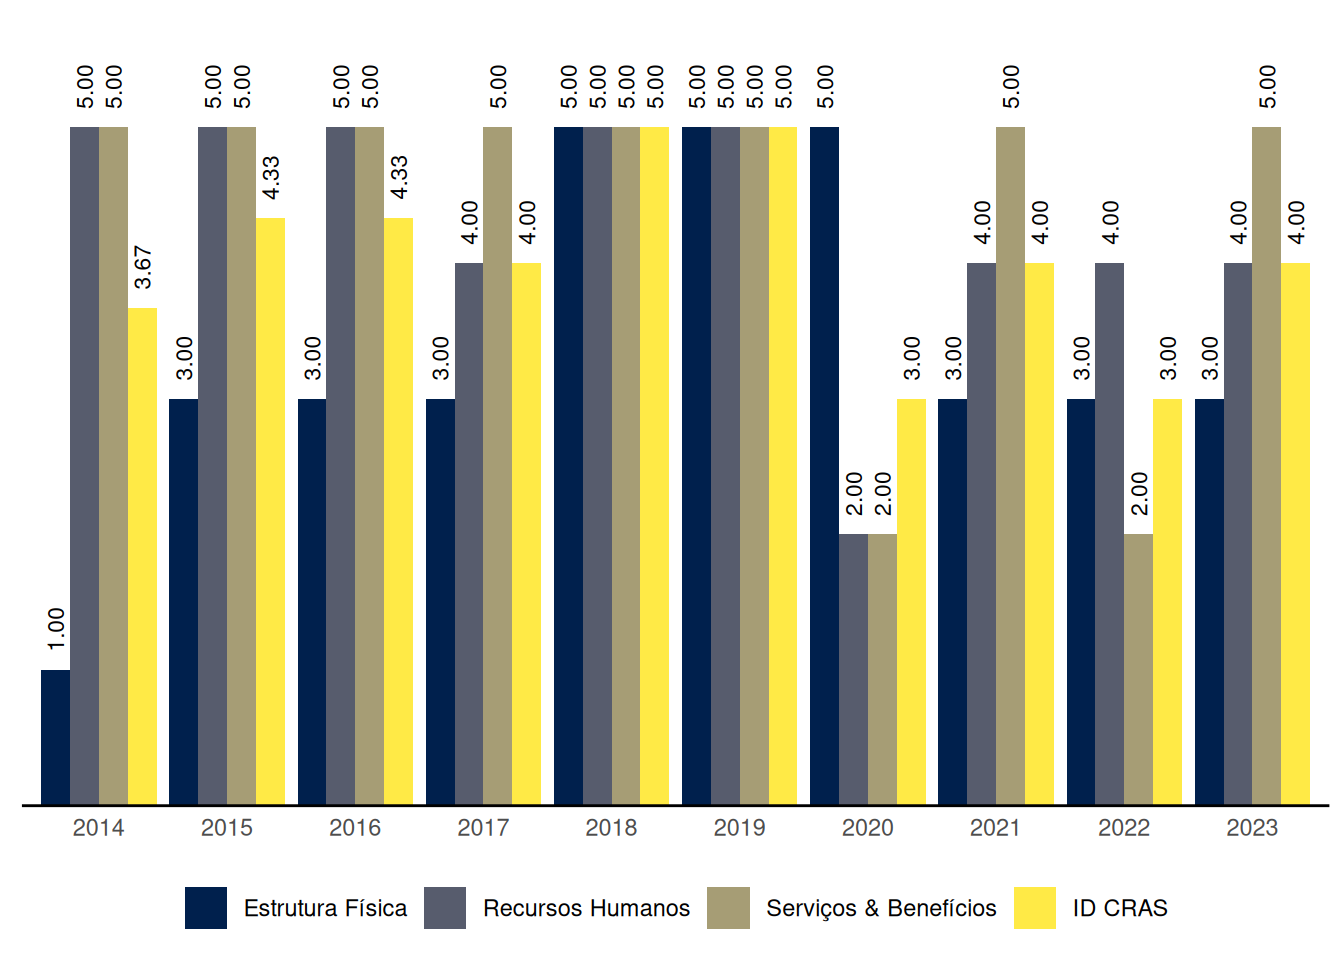 5.00 5.00 5.00 5.00 5.00 5.00 5.00 5.00 5.00 5.00 5.00 5.00 5.00 5.00 5.00 5.00 5.00 5.00
4.33 4.33
4.00 4.00 4.00 4.00 4.00 4.00 4.00
3.67
3.00 3.00 3.00 3.00 3.00 3.00 3.00 3.00
2.00 2.00 2.00
1.00
2014 2015 2016 2017 2018 2019 2020 2021 2022 2023
Estrutura Física Recursos Humanos Serviços & Benefícios ID CRAS